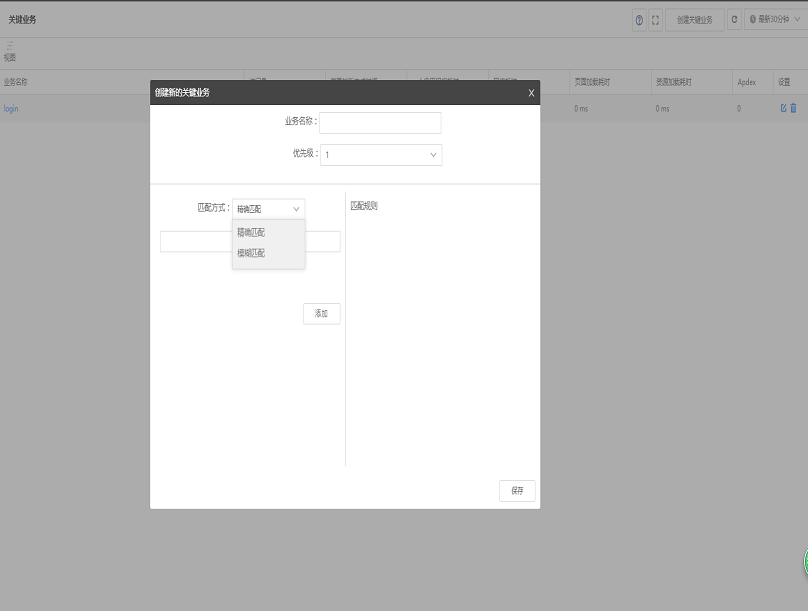 关键业务
创建关键业务
最新30分钟
视图
业务名称
页面加载耗时
资源加载耗时
Apdex
设置
login
0 ms
0 ms
0
创建新的关键业务
X
业务名称：
优先级：
1
匹配方式：
精确匹配
精确匹配
模糊匹配
添加
匹配规则
保存